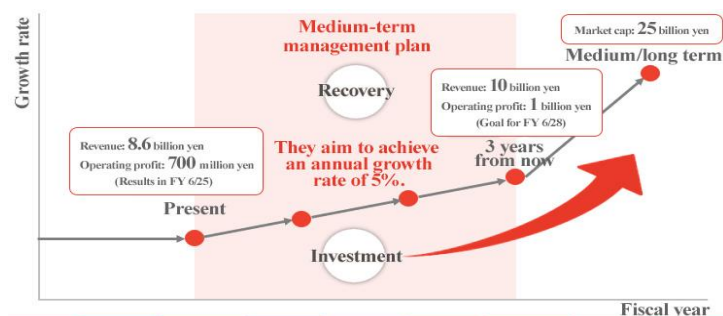 Growth rate
Medium-term
management plan
Recovery
They aim to achieve
an annual growth
rate of 5%.
Investment
Revenue: 8.6 billion yen
Operating profit: 700 million yen
(Results in FY 6/25)
Present
Revenue: 10 billion yen
Operating profit: 1 billion yen
(Goal for FY 6/28)
3 years
from now
Market cap: 25 billion yen
Medium/long term
Fiscal year